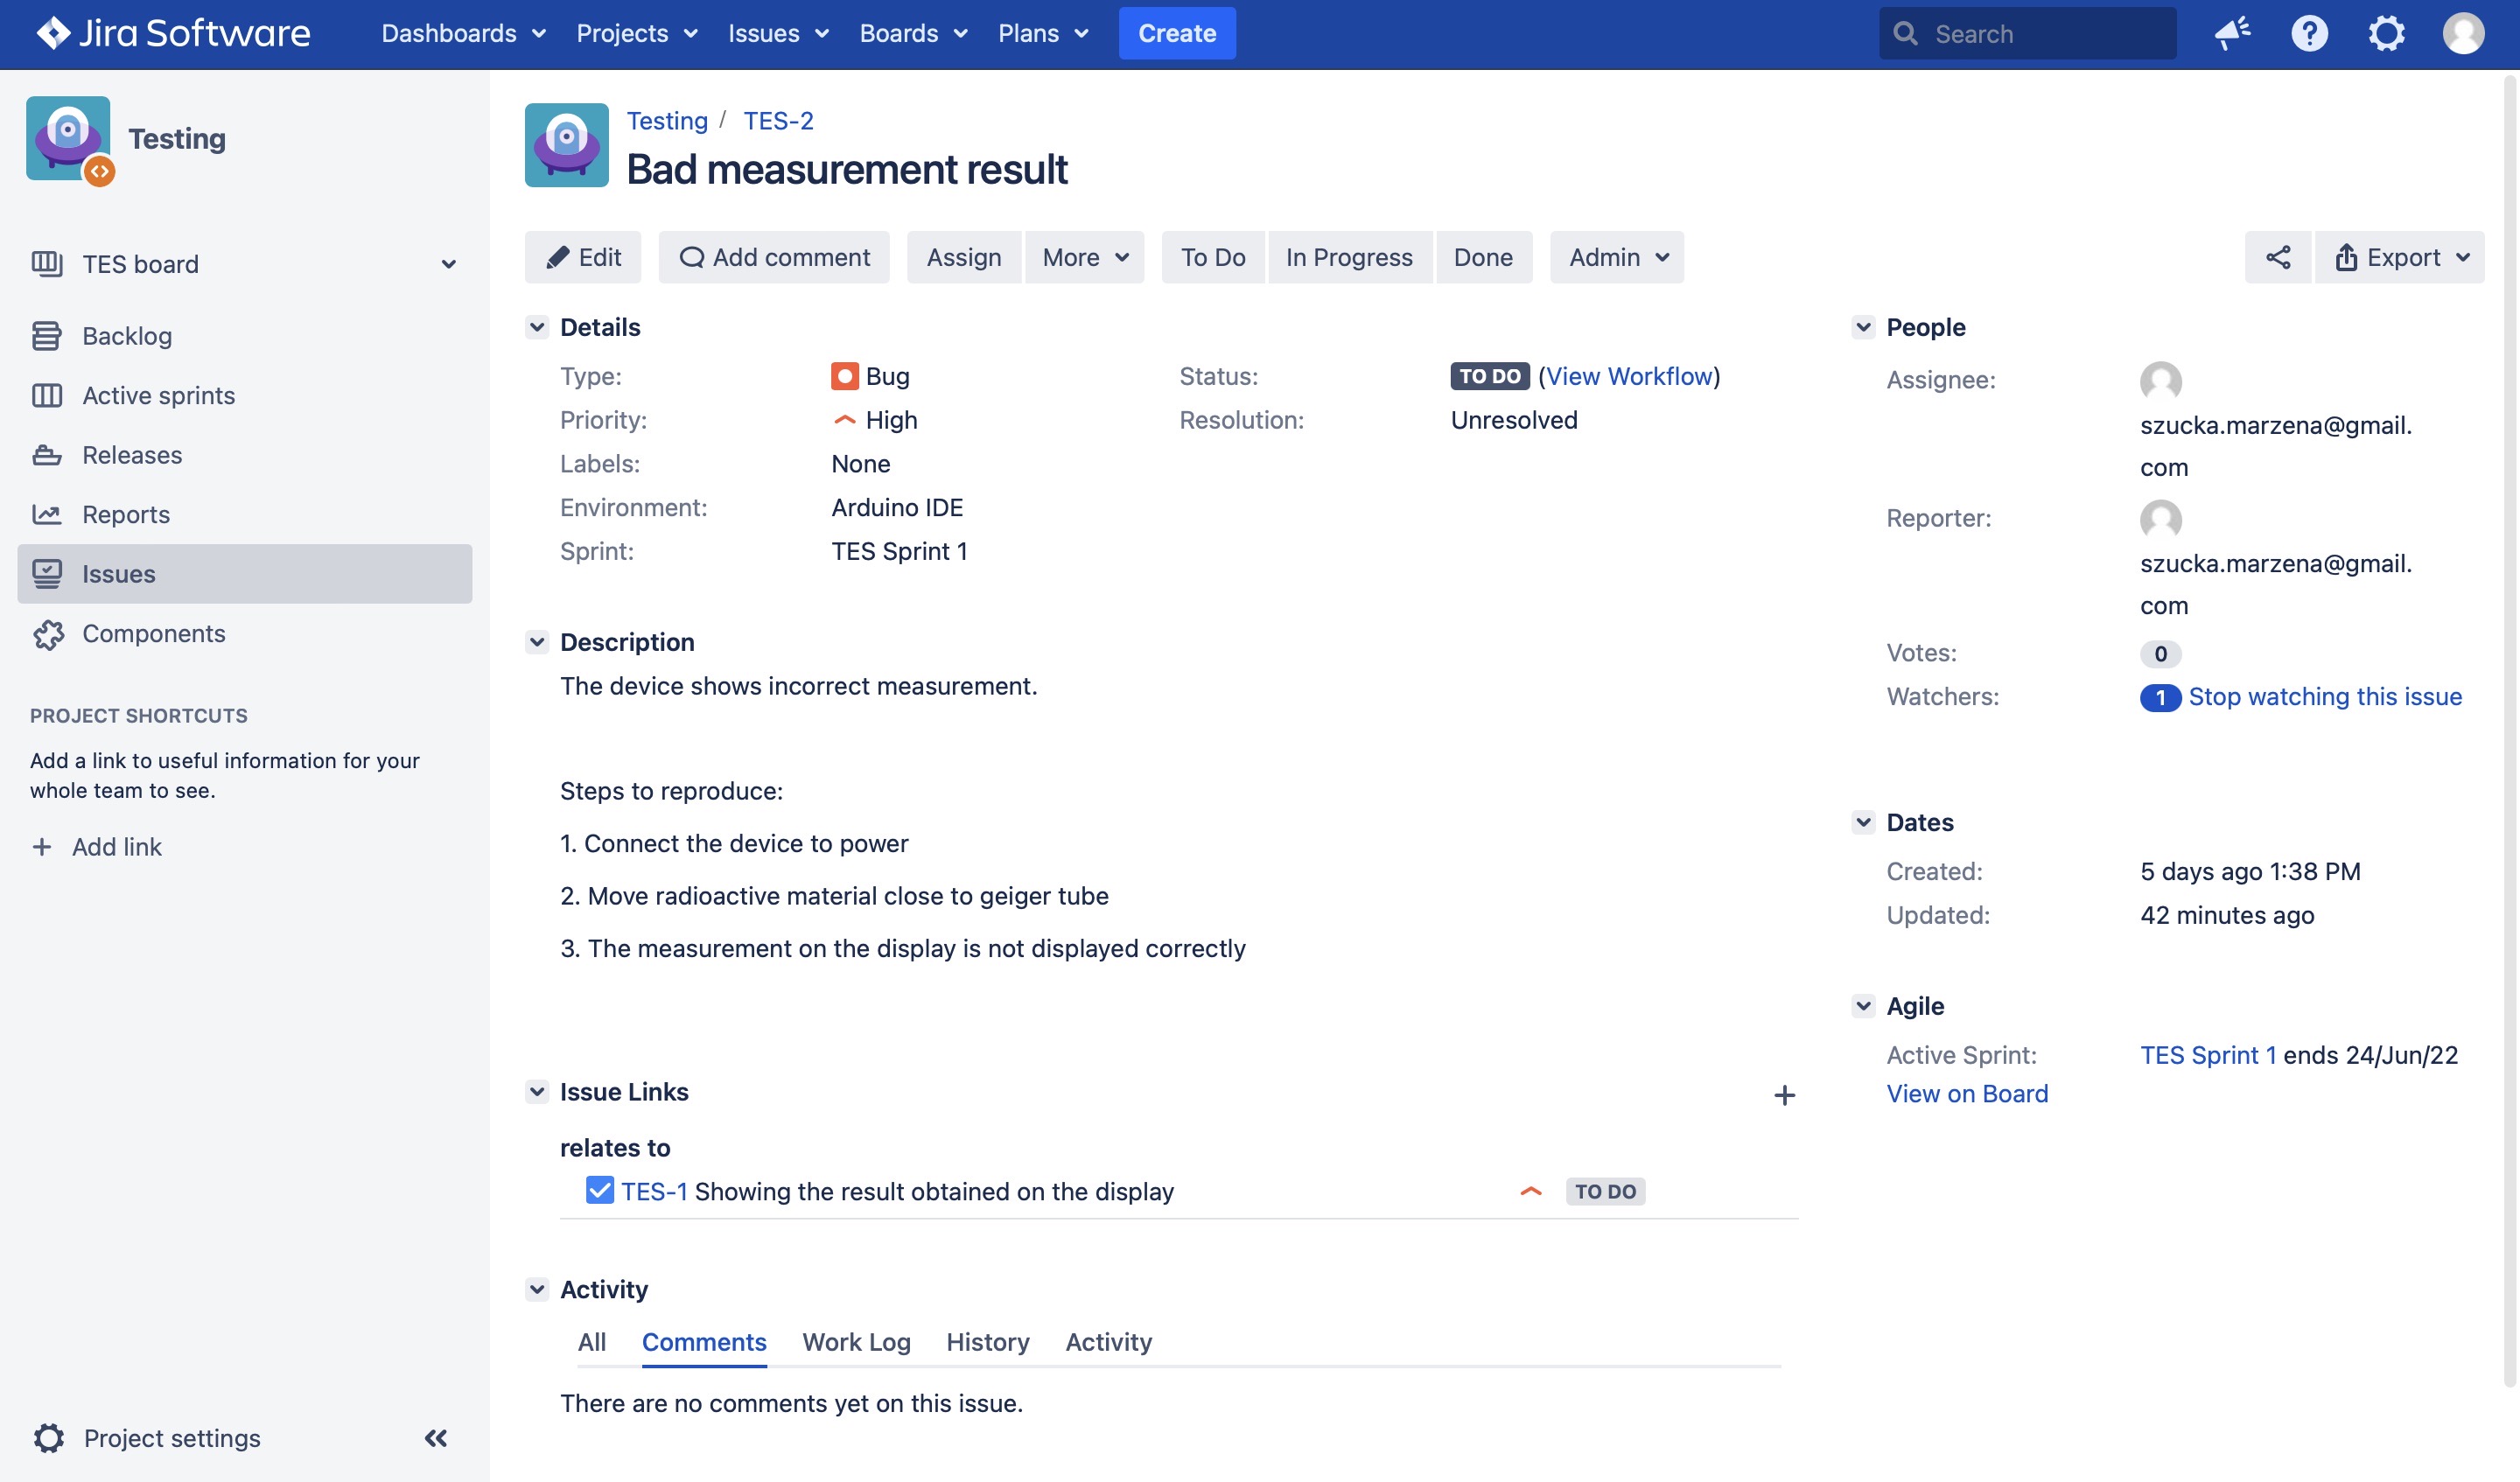 Jira Software Dashboards Projects Issues Boards Plans Create Search
Testing
TES board
Backlog
Active sprints
Releases
Reports
Issues
Components
PROJECT SHORTCUTS
Add a link to useful information for your
whole team to see.
+ Add link
Project settings
Testing / TES-2
Bad measurement result
Edit Add comment Assign More To Do In Progress Done Admin Export
Details
Type: Bug Status: TO DO (View Workflow)
Priority: High Resolution: Unresolved
Labels: None
Environment: Arduino IDE
Sprint: TES Sprint 1
Description
The device shows incorrect measurement.
Steps to reproduce:
1. Connect the device to power
2. Move radioactive material close to geiger tube
3. The measurement on the display is not displayed correctly
Issue Links
relates to
TES-1 Showing the result obtained on the display TO DO
Activity
All Comments Work Log History Activity
There are no comments yet on this issue.
People
Assignee:
szucka.marzena@gmail.
com
Reporter:
szucka.marzena@gmail.
com
Votes: 0
Watchers: 1 Stop watching this issue
Dates
Created: 5 days ago 1:38 PM
Updated: 42 minutes ago
Agile
Active Sprint: TES Sprint 1 ends 24/Jun/22
View on Board